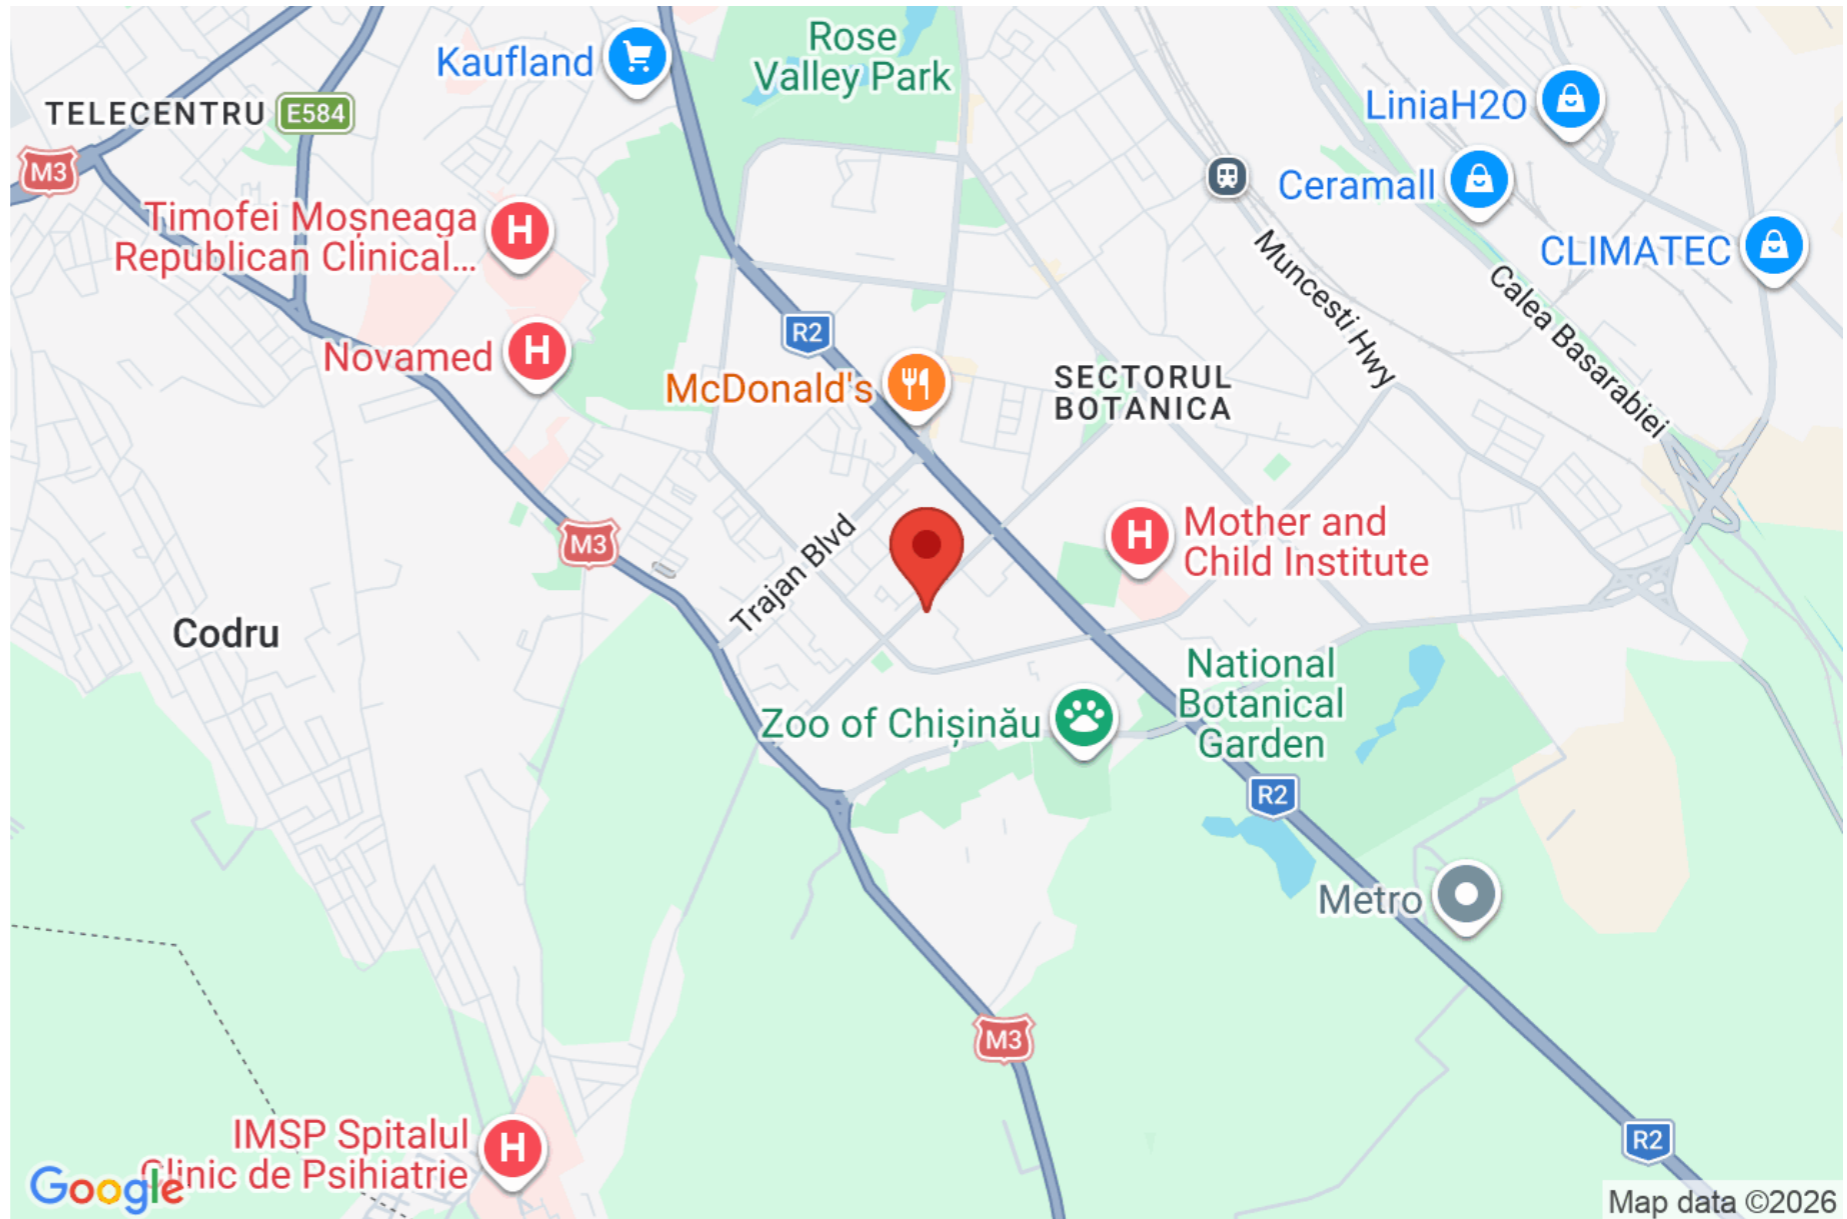 Rose
Valley Park
Kaufland
TELECENTRU
E584
LiniaH2O
M3
Ceramall
Timofei Moșneaga
Republican Clinical...
CLIMATEC
Muncesti Hwy
Calea Basarabiei
R2
Novamed
McDonald's
SECTORUL
BOTANICA
Mother and
Child Institute
M3
Trajan Blvd
Codru
National
Botanical
Garden
Zoo of Chișinău
R2
Metro
M3
IMSP Spitalul
Clinic de Psihiatrie
R2
Google
Map data ©2026